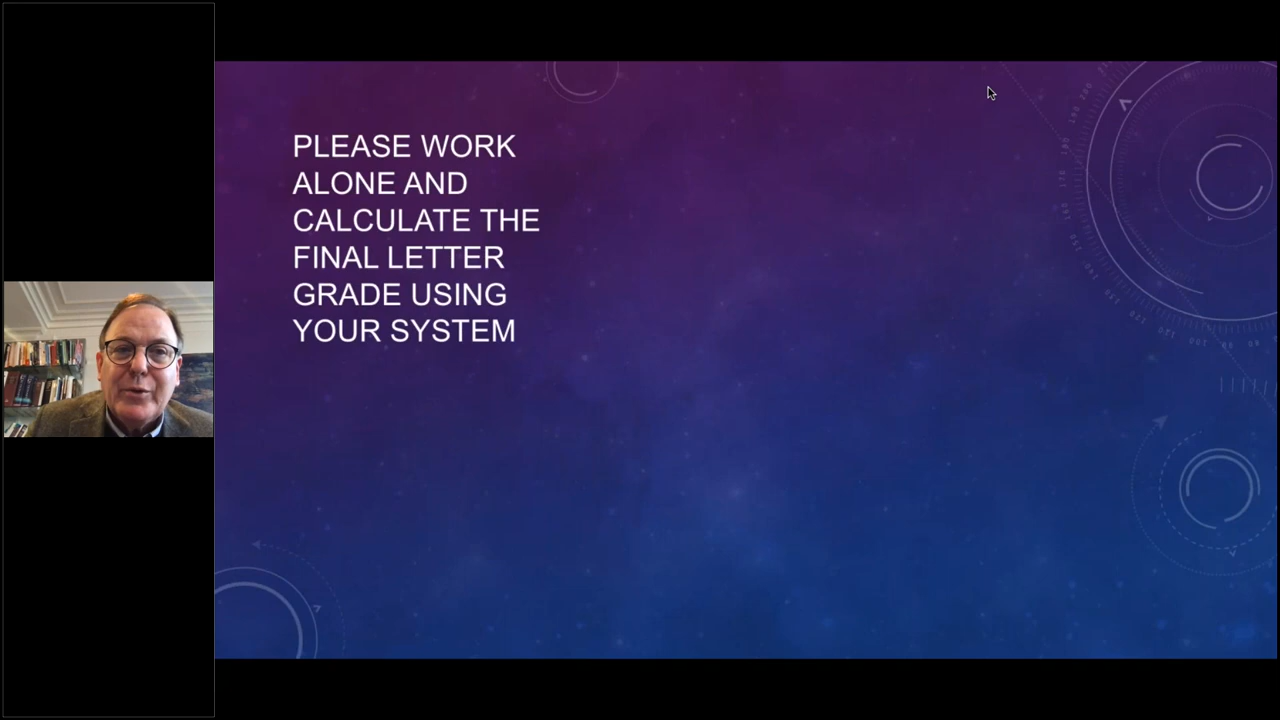 PLEASE WORK
ALONE AND
CALCULATE THE
FINAL LETTER
GRADE USING
YOUR SYSTEM